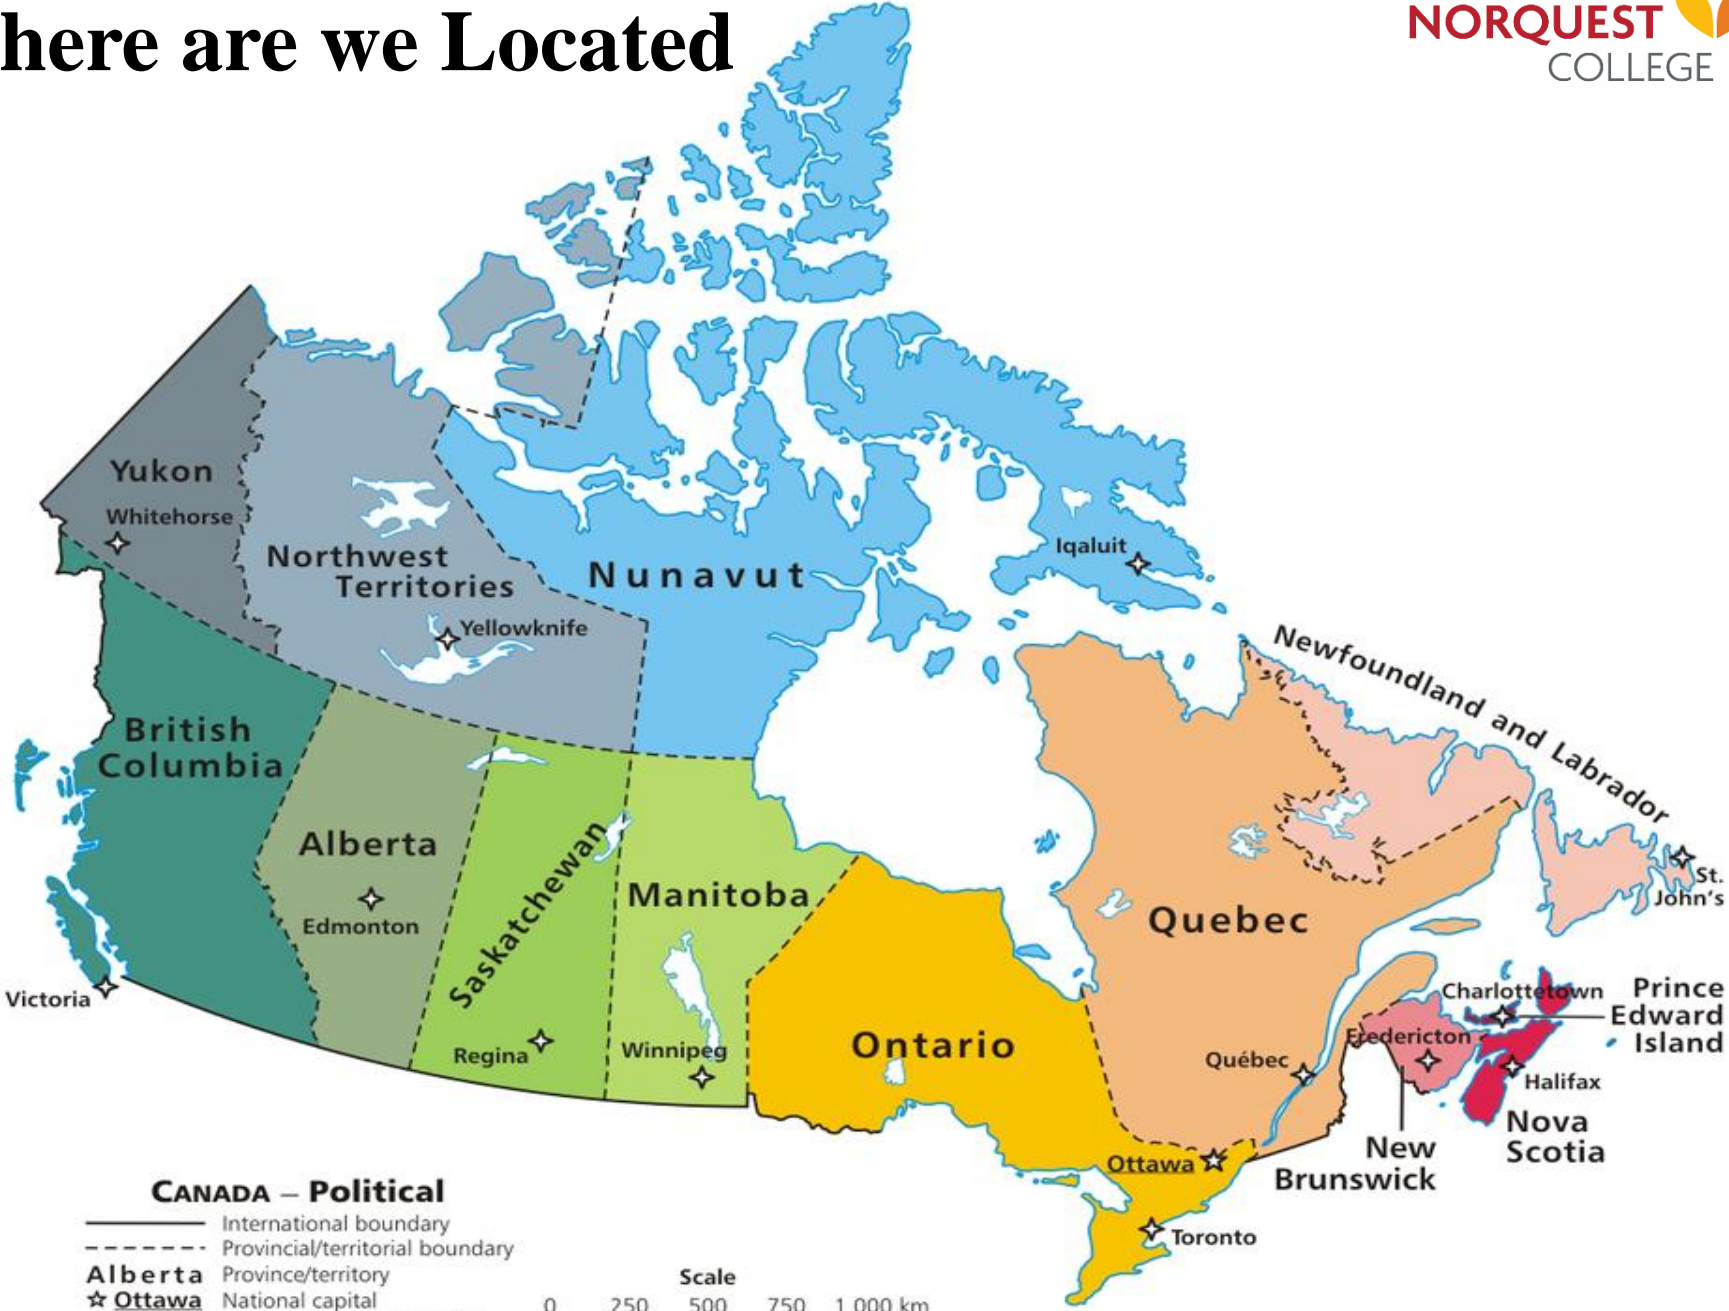 here are we Located
NORQUEST
COLLEGE
Yukon
Whitehorse
Northwest
Territories
Yellowknife
Nunavut
Iqaluit
British
Columbia
Victoria
Alberta
Edmonton
Saskatchewan
Regina
Manitoba
Winnipeg
Ontario
Ottawa
Toronto
Quebec
Québec
Newfoundland and Labrador
St.
John's
Charlottetown
Prince
Edward
Island
Fredericton
Halifax
Nova
Scotia
New
Brunswick
CANADA – Political
International boundary
Provincial/territorial boundary
Alberta Province/territory
Ottawa National capital
Scale
0 250 500 750 1 000 km